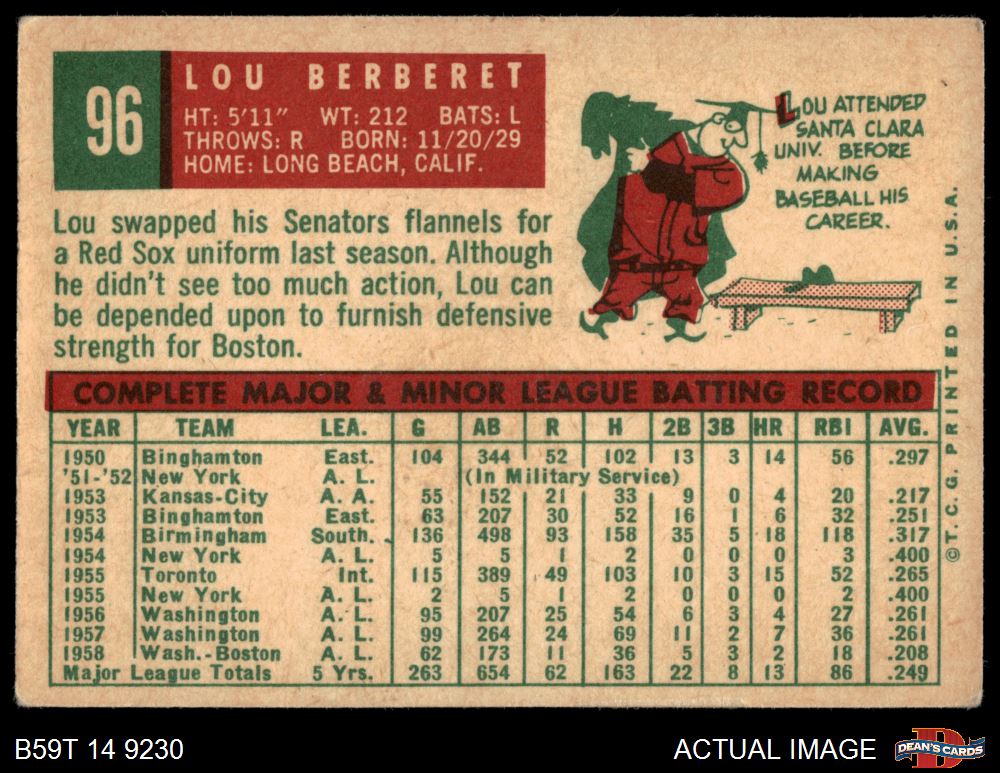 96
LOU BERBERET
HT: 5'11" WT: 212 BATS: L
THROWS: R BORN: 11/20/29
HOME: LONG BEACH, CALIF.
LOU ATTENDED
SANTA CLARA
UNIV. BEFORE
MAKING
BASEBALL HIS
CAREER.
Lou swapped his Senators flannels for
a Red Sox uniform last season. Although
he didn't see too much action, Lou can
be depended upon to furnish defensive
strength for Boston.
COMPLETE MAJOR & MINOR LEAGUE BATTING RECORD
YEAR TEAM LEA. G AB R H 2B 3B HR RBI AVG.
1950 Binghamton East. 104 344 52 102 13 3 14 56 .297
'51-'52 New York A. L. (In Military Service)
1953 Kansas-City A. A. 55 152 21 33 9 0 4 20 .217
1953 Binghamton East. 63 207 30 52 16 1 6 32 .251
1954 Birmingham South. 136 498 93 158 35 5 18 118 .317
1954 New York A. L. 5 5 1 2 0 0 0 3 .400
1955 Toronto Int. 115 389 49 103 10 3 15 52 .265
1955 New York A. L. 2 5 1 2 0 0 0 2 .400
1956 Washington A. L. 95 207 25 54 6 3 4 27 .261
1957 Washington A. L. 99 264 24 69 11 2 7 36 .261
1958 Wash.-Boston A. L. 62 173 11 36 5 3 2 18 .208
Major League Totals 5 Yrs. 263 654 62 163 22 8 13 86 .249
©T.C.G. PRINTED IN U.S.A.
B59T 14 9230
ACTUAL IMAGE
D
DEAN'S CARDS